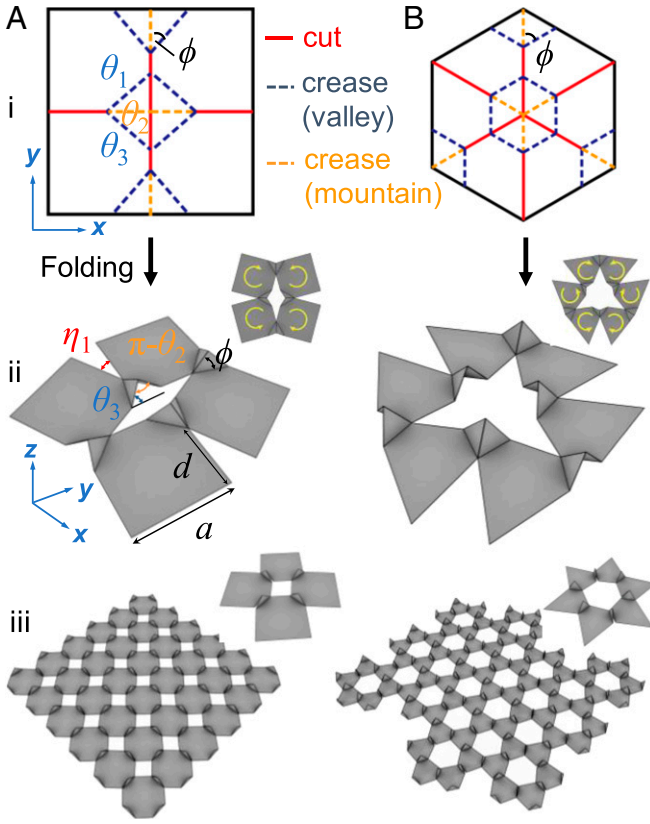 A
B
ϕ
cut
ϕ
θ1
crease
(valley)
i
θ2
θ3
crease
(mountain)
y
x
Folding
η1
π-θ2
ϕ
ii
θ3
d
z
y
x
a
iii